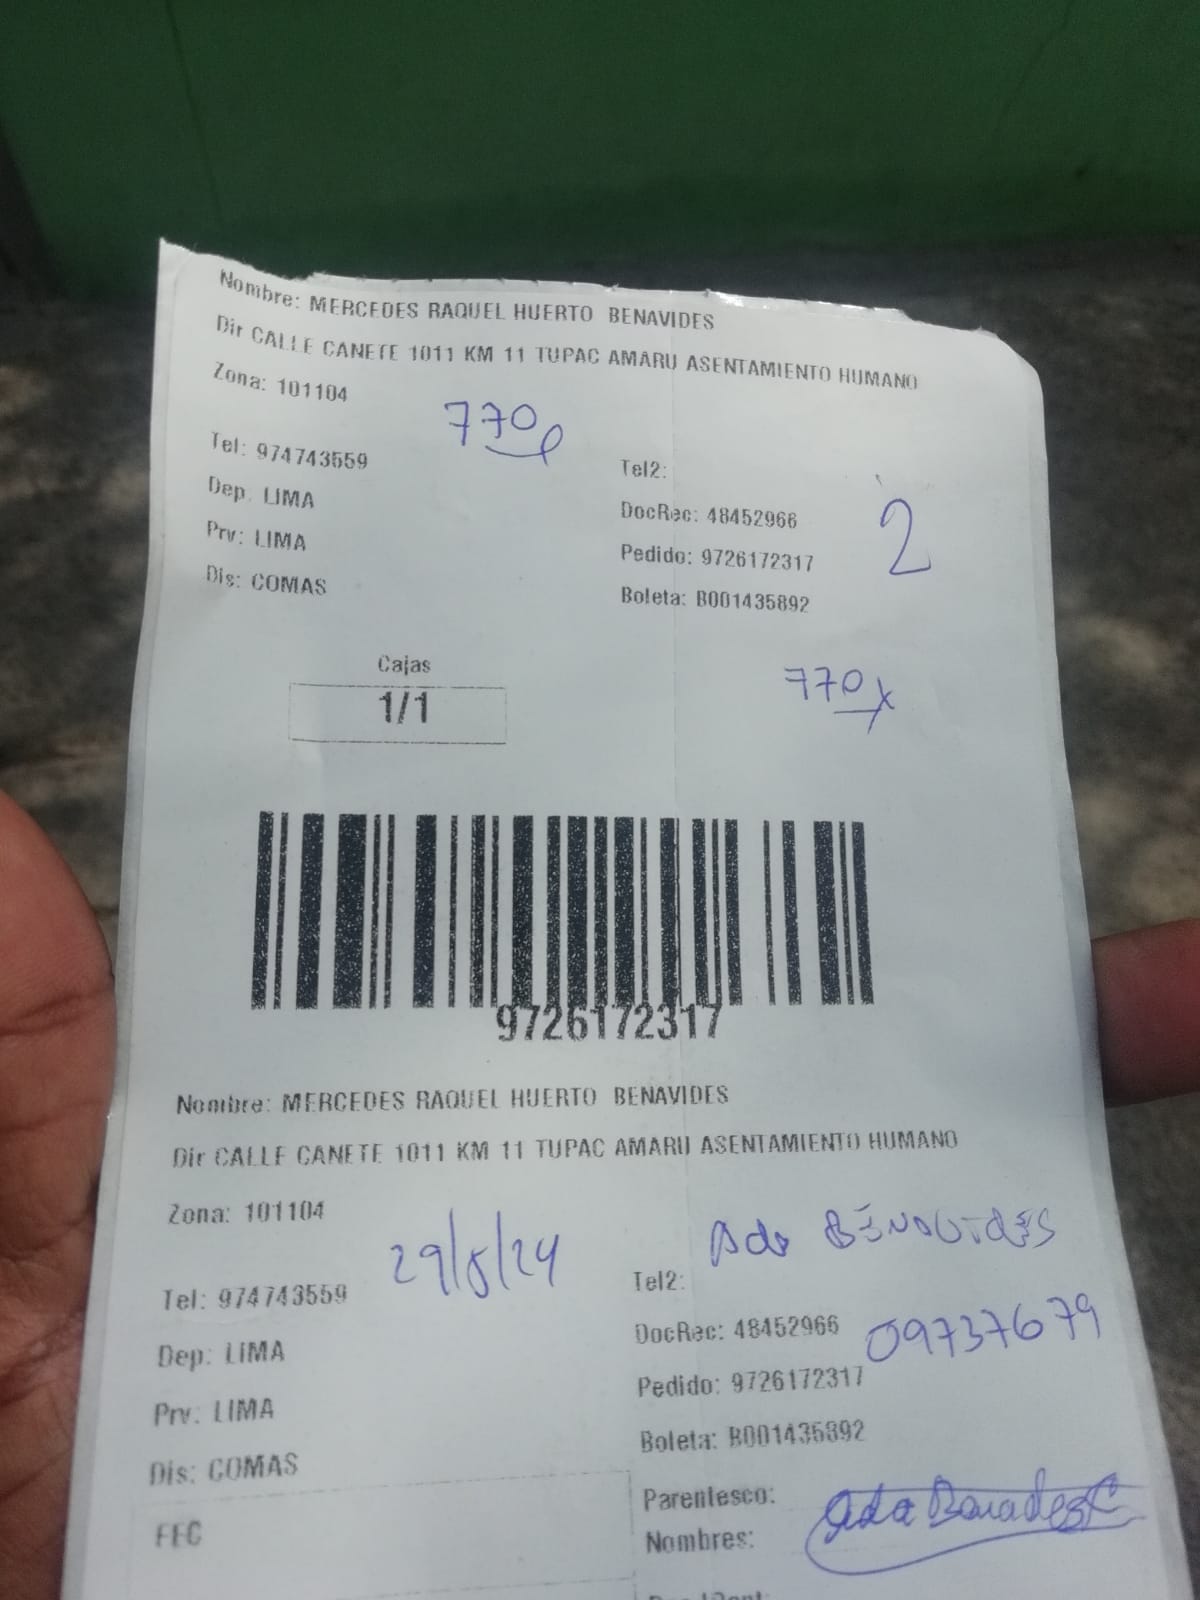 Nombre: MERCEDES RAQUEL HUERTO BENAVIDES
Dir CALLE CANETE 1011 KM 11 TUPAC AMARU ASENTAMIENTO HUMANO
Zona: 101104
770
Tel: 974743559
Tel2:
Dep. LIMA
DocRec: 48452966
2
Prv: LIMA
Pedido: 9726172317
Dis: COMAS
Boleta: B001435892
Cajas
770
1/1
9726172317
Nombre: MERCEDES RAQUEL HUERTO BENAVIDES
Dir CALLE CANETE 1011 KM 11 TUPAC AMARU ASENTAMIENTO HUMANO
Zona: 101104
29/5/24
Ada BENAVIDES
Tel: 974743559
Tel2:
DocRec: 48452966
09737679
Dep: LIMA
Pedido: 9726172317
Prv: LIMA
Boleta: B001435892
Dis: COMAS
Parentesco:
FEC
Nombres: